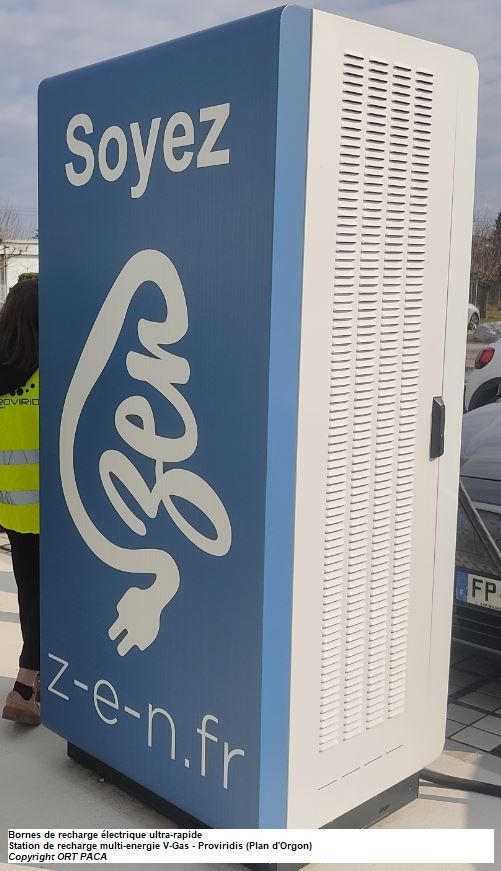 Soyez
zen
z-e-n.fr
ROVIRID
FP-
Bornes de recharge électrique ultra-rapide
Station de recharge multi-energie V-Gas - Proviridis (Plan d'Orgon)
Copyright ORT PACA